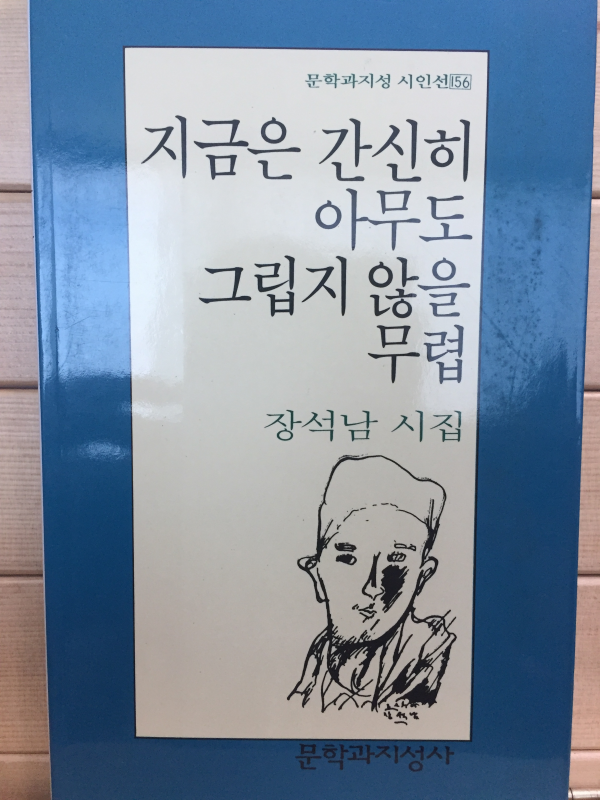 문학과지성 시인선 156
지금은 간신히
아무도
그립지 않을
무렵
장석남 시집
문학과지성사